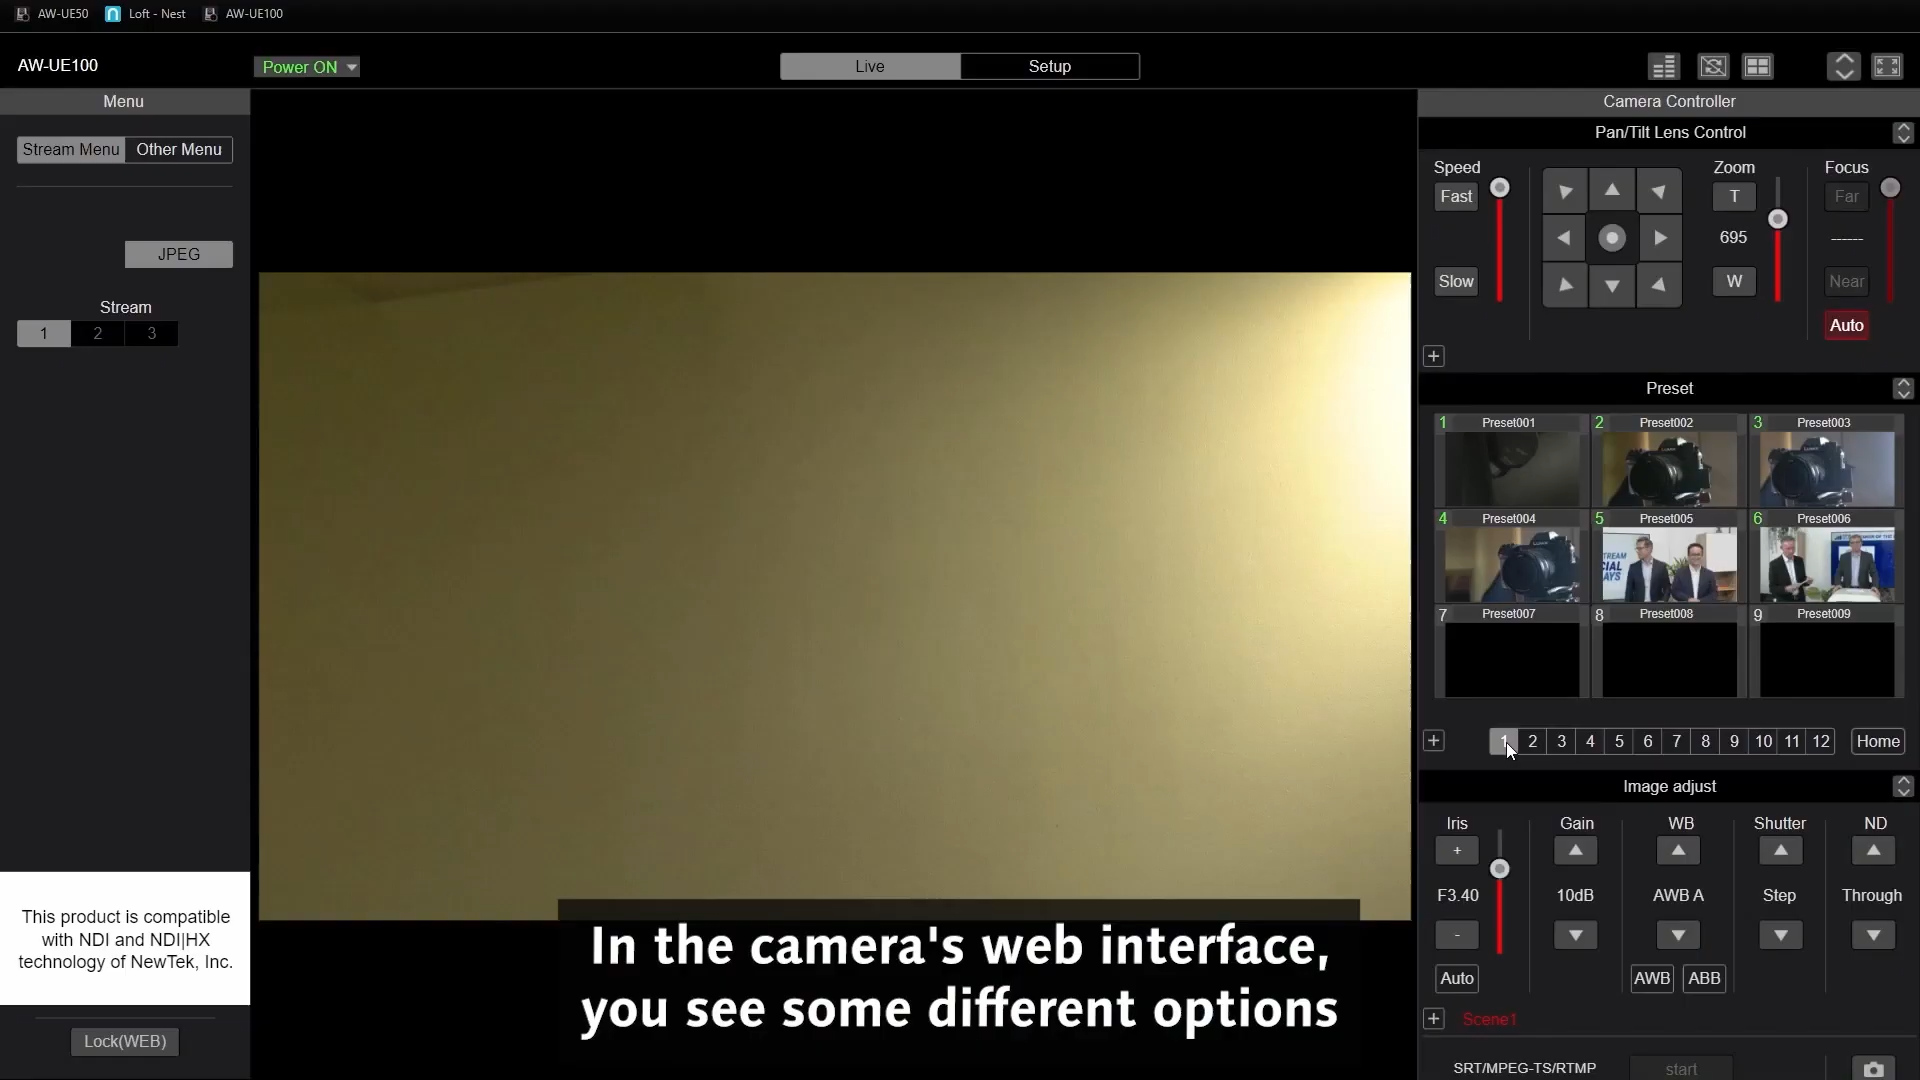 AW-UE50 Loft - Nest AW-UE100
AW-UE100 Power ON Live Setup
Menu
Stream Menu Other Menu
JPEG
Stream
1 2 3
This product is compatible
with NDI and NDI|HX
technology of NewTek, Inc.
Lock(WEB)
Camera Controller
Pan/Tilt Lens Control
Speed Zoom Focus
Fast T Far
695 ------
Slow W Near
Auto
+
Preset
1 Preset001 2 Preset002 3 Preset003
4 Preset004 5 Preset005 6 Preset006
7 Preset007 8 Preset008 9 Preset009
+ 1 2 3 4 5 6 7 8 9 10 11 12 Home
Image adjust
Iris Gain WB Shutter ND
+
F3.40 10dB AWB A Step Through
-
Auto AWB ABB
+ Scene1
SRT/MPEG-TS/RTMP start
In the camera's web interface,
you see some different options